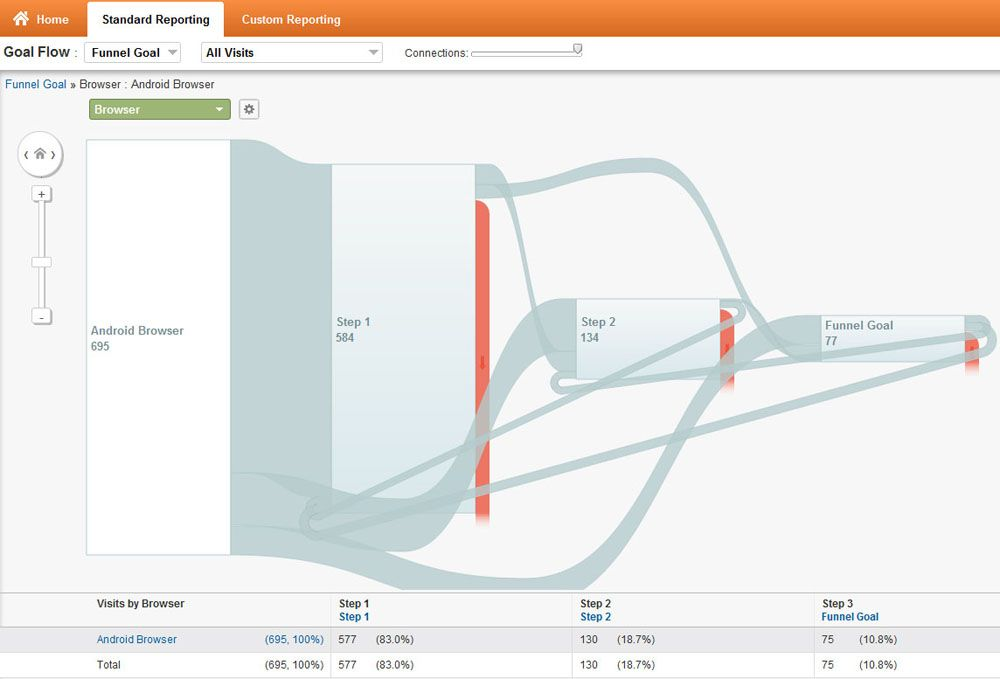 Home Standard Reporting Custom Reporting
Goal Flow : Funnel Goal All Visits Connections:
Funnel Goal » Browser : Android Browser
Browser
+
-
Android Browser
695
Step 1
584
Step 2
134
Funnel Goal
77
Visits by Browser Step 1 Step 2 Step 3
Step 1 Step 2 Funnel Goal
Android Browser (695, 100%) 577 (83.0%) 130 (18.7%) 75 (10.8%)
Total (695, 100%) 577 (83.0%) 130 (18.7%) 75 (10.8%)